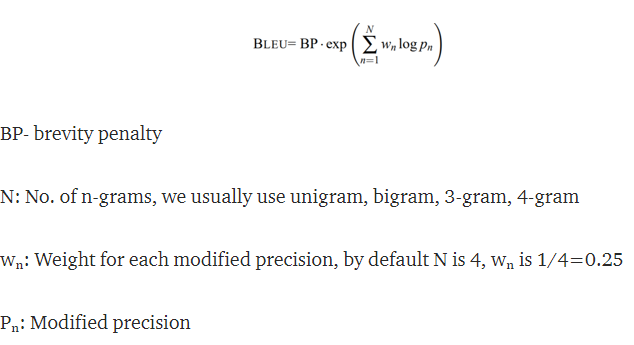 BLEU= BP · exp ( N ∑ n=1 wₙ log pₙ )
BP- brevity penalty
N: No. of n-grams, we usually use unigram, bigram, 3-gram, 4-gram
wₙ: Weight for each modified precision, by default N is 4, wₙ is 1/4=0.25
Pₙ: Modified precision